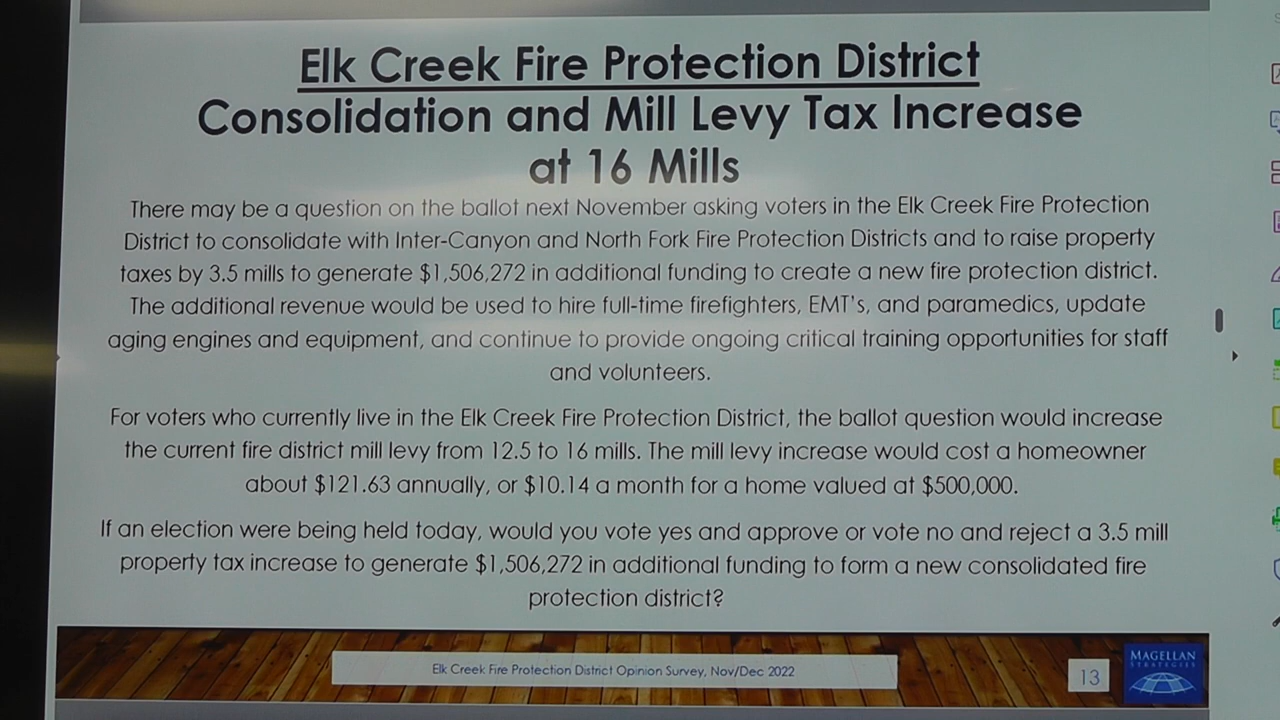 Elk Creek Fire Protection District
Consolidation and Mill Levy Tax Increase
at 16 Mills
There may be a question on the ballot next November asking voters in the Elk Creek Fire Protection
District to consolidate with Inter-Canyon and North Fork Fire Protection Districts and to raise property
taxes by 3.5 mills to generate $1,506,272 in additional funding to create a new fire protection district.
The additional revenue would be used to hire full-time firefighters, EMT's, and paramedics, update
aging engines and equipment, and continue to provide ongoing critical training opportunities for staff
and volunteers.
For voters who currently live in the Elk Creek Fire Protection District, the ballot question would increase
the current fire district mill levy from 12.5 to 16 mills. The mill levy increase would cost a homeowner
about $121.63 annually, or $10.14 a month for a home valued at $500,000.
If an election were being held today, would you vote yes and approve or vote no and reject a 3.5 mill
property tax increase to generate $1,506,272 in additional funding to form a new consolidated fire
protection district?
Elk Creek Fire Protection District Opinion Survey, Nov/Dec 2022
13
MAGELLAN
STRATEGIES